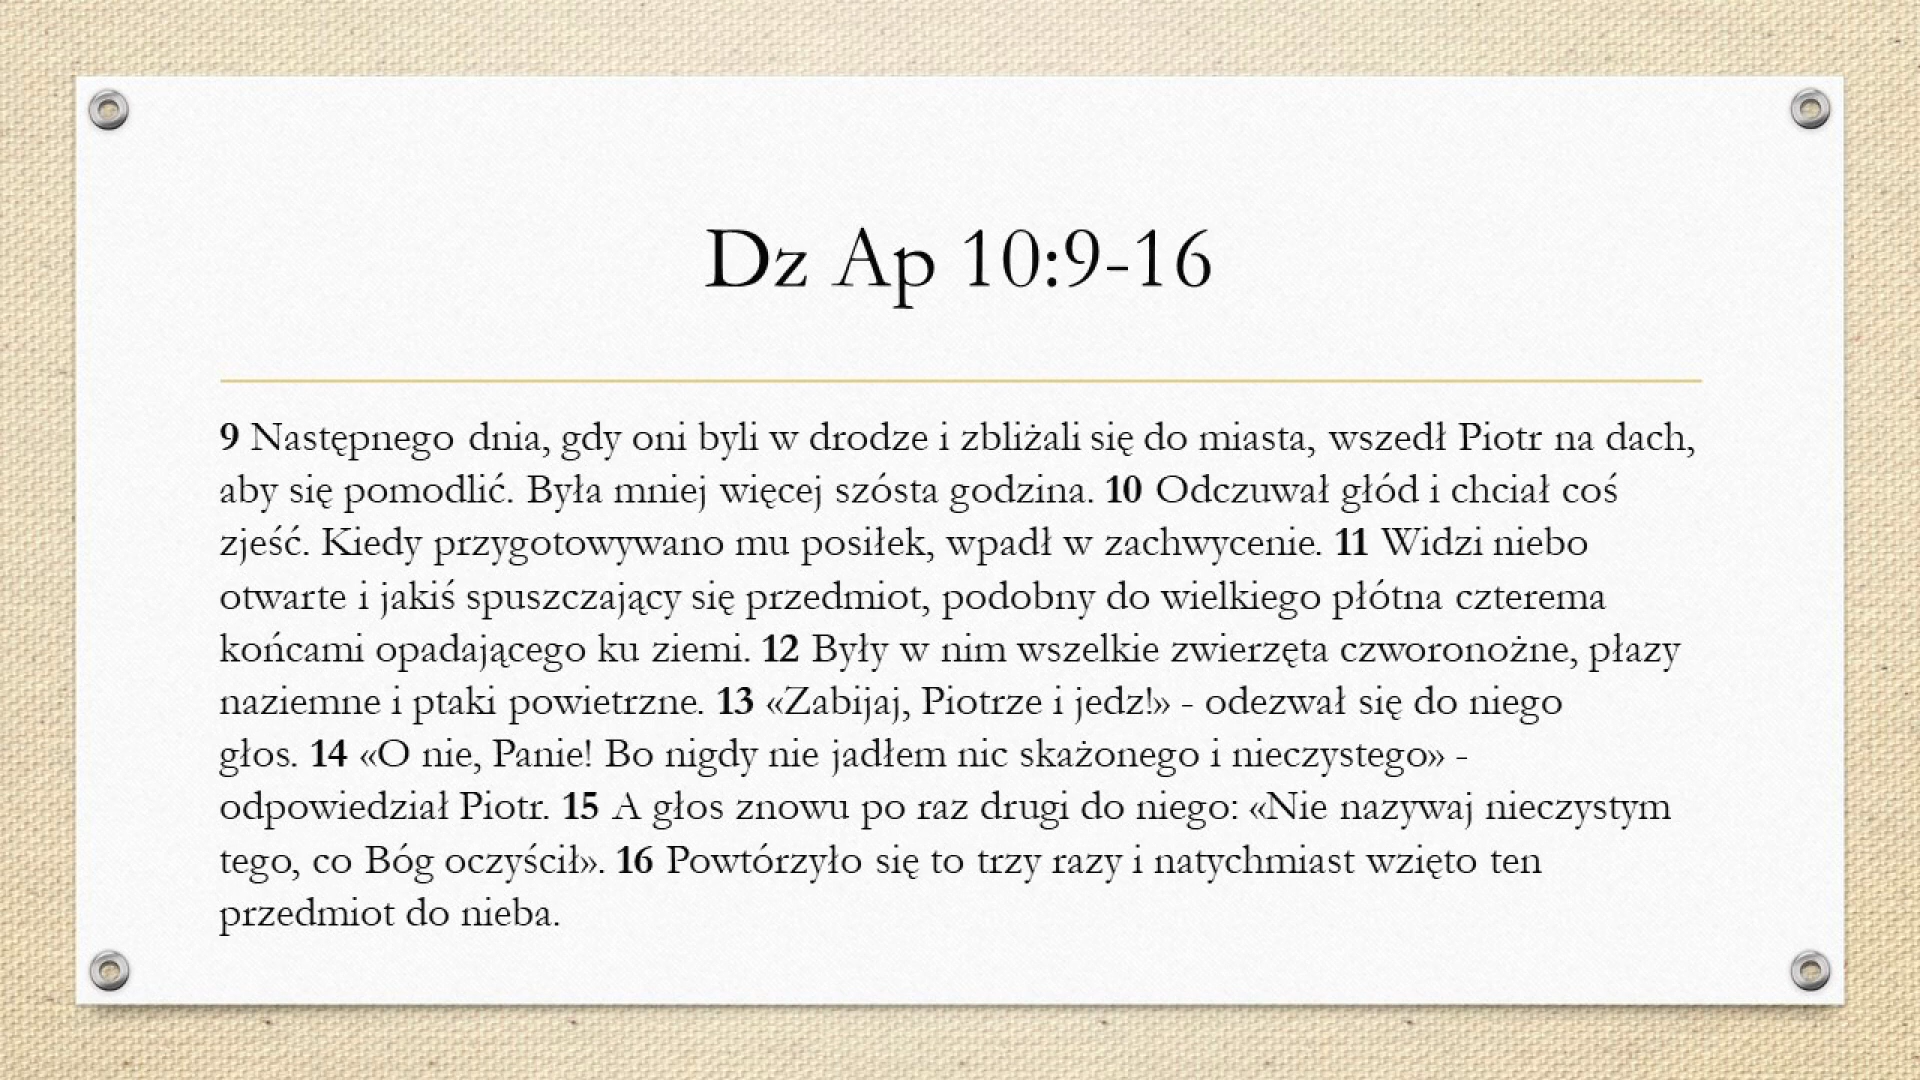 Dz Ap 10:9-16
9 Następnego dnia, gdy oni byli w drodze i zbliżali się do miasta, wszedł Piotr na dach,
aby się pomodlić. Była mniej więcej szósta godzina. 10 Odczuwał głód i chciał coś
zjeść. Kiedy przygotowywano mu posiłek, wpadł w zachwycenie. 11 Widzi niebo
otwarte i jakiś spuszczający się przedmiot, podobny do wielkiego płótna czterema
końcami opadającego ku ziemi. 12 Były w nim wszelkie zwierzęta czworonożne, płazy
naziemne i ptaki powietrzne. 13 «Zabijaj, Piotrze i jedz!» - odezwał się do niego
głos. 14 «O nie, Panie! Bo nigdy nie jadłem nic skażonego i nieczystego» -
odpowiedział Piotr. 15 A głos znowu po raz drugi do niego: «Nie nazywaj nieczystym
tego, co Bóg oczyścił». 16 Powtórzyło się to trzy razy i natychmiast wzięto ten
przedmiot do nieba.